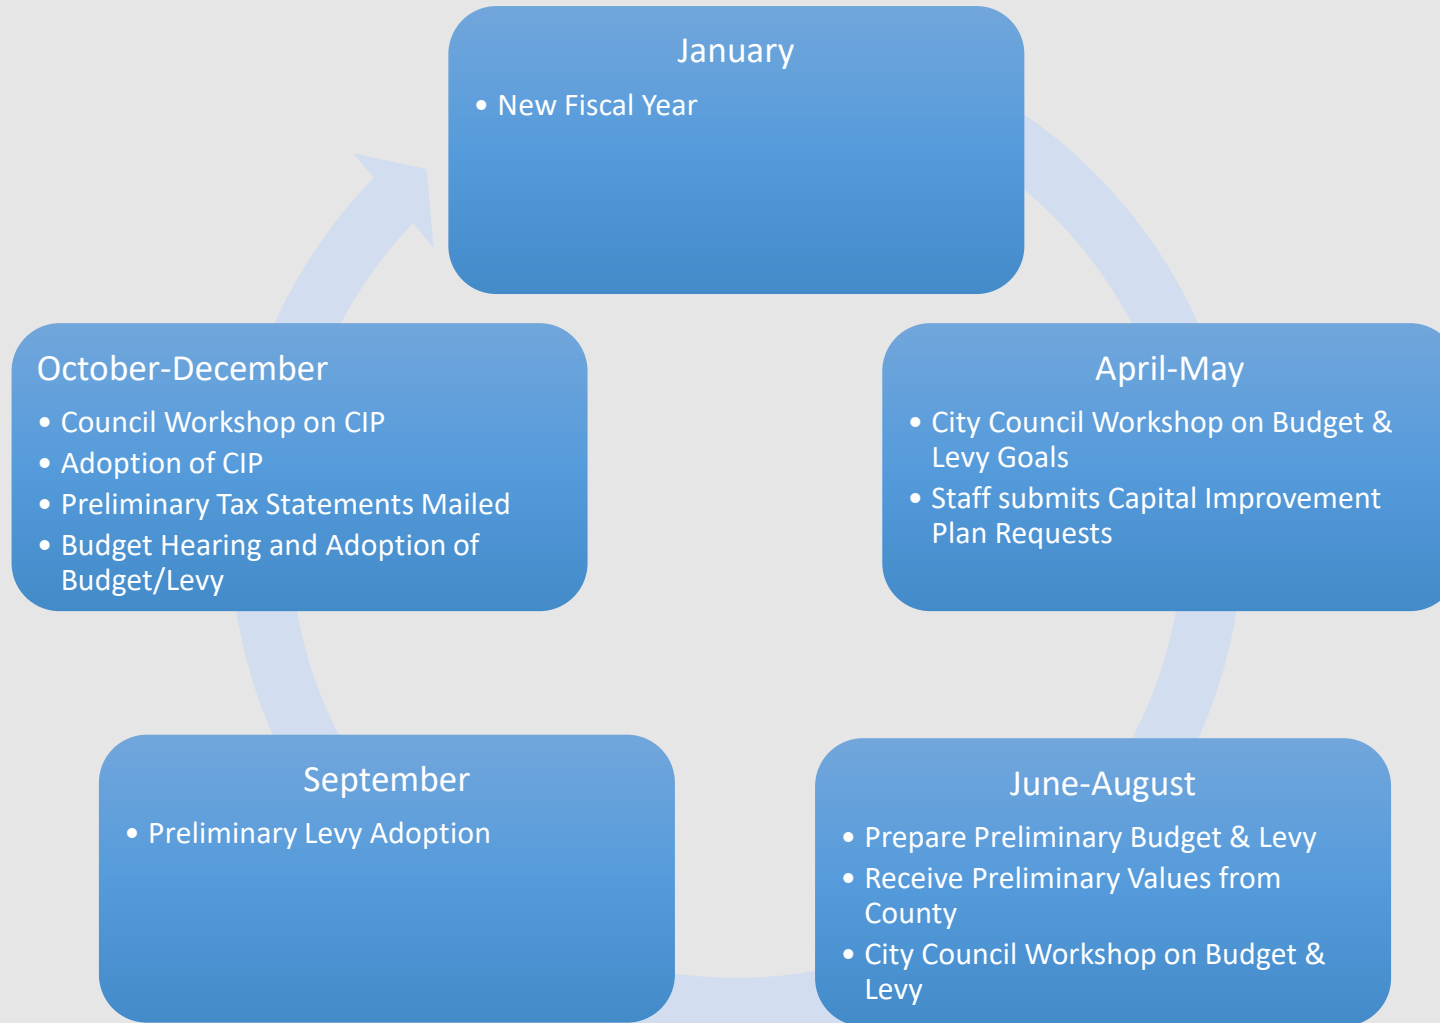 January
• New Fiscal Year
April-May
• City Council Workshop on Budget &
Levy Goals
• Staff submits Capital Improvement
Plan Requests
June-August
• Prepare Preliminary Budget & Levy
• Receive Preliminary Values from
County
• City Council Workshop on Budget &
Levy
September
• Preliminary Levy Adoption
October-December
• Council Workshop on CIP
• Adoption of CIP
• Preliminary Tax Statements Mailed
• Budget Hearing and Adoption of
Budget/Levy